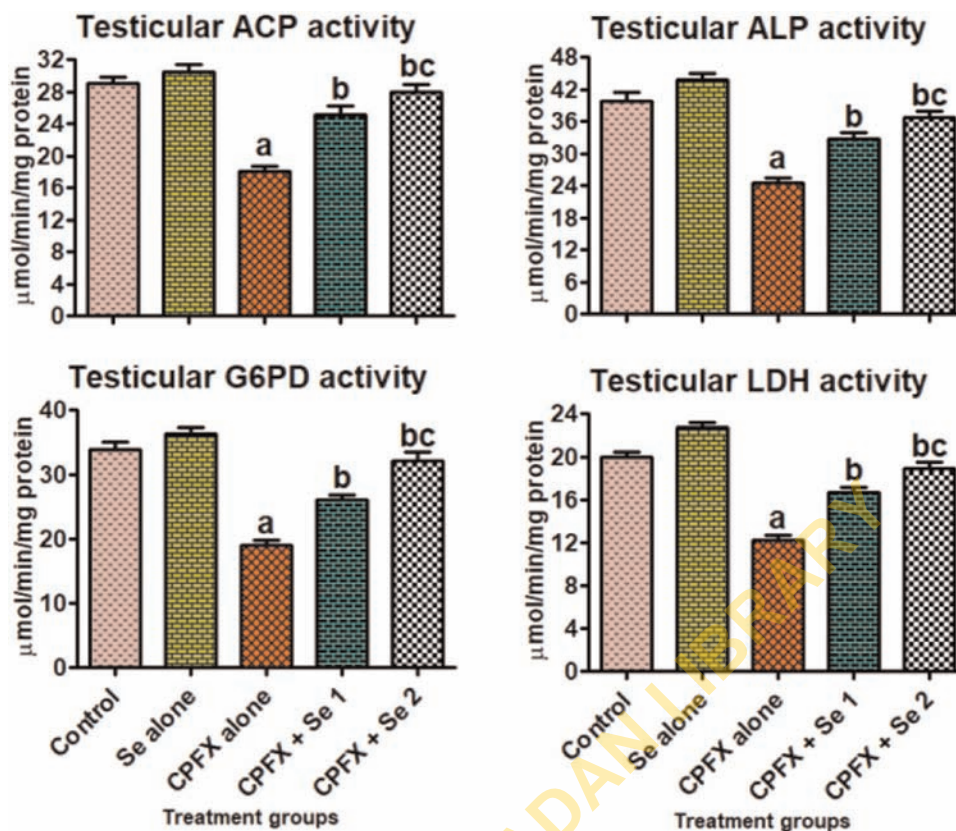 Testicular ACP activity
μmol/min/mg protein
32
28
24
20
16
12
8
4
0
a
b
bc
Testicular ALP activity
μmol/min/mg protein
48
42
36
30
24
18
12
6
0
a
b
bc
Testicular G6PD activity
μmol/min/mg protein
40
30
20
10
0
a
b
bc
Control
Se alone
CPFX alone
CPFX + Se 1
CPFX + Se 2
Treatment groups
Testicular LDH activity
μmol/min/mg protein
24
20
16
12
8
4
0
a
b
bc
Control
Se alone
CPFX alone
CPFX + Se 1
CPFX + Se 2
Treatment groups
ADAN LIBRARY